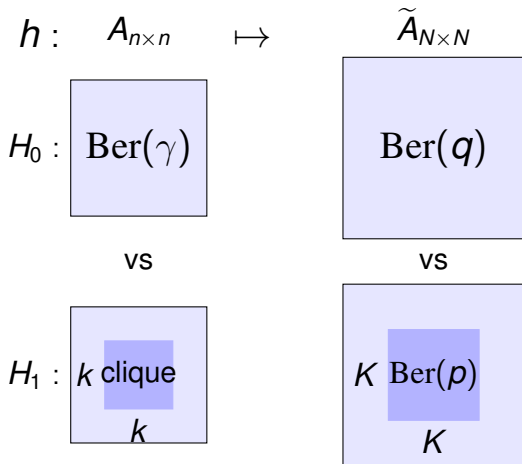 h : A_{n×n} ↦ Ã_{N×N}
H_0 : Ber(γ) Ber(q)
vs vs
H_1 : k clique K Ber(p)
k K